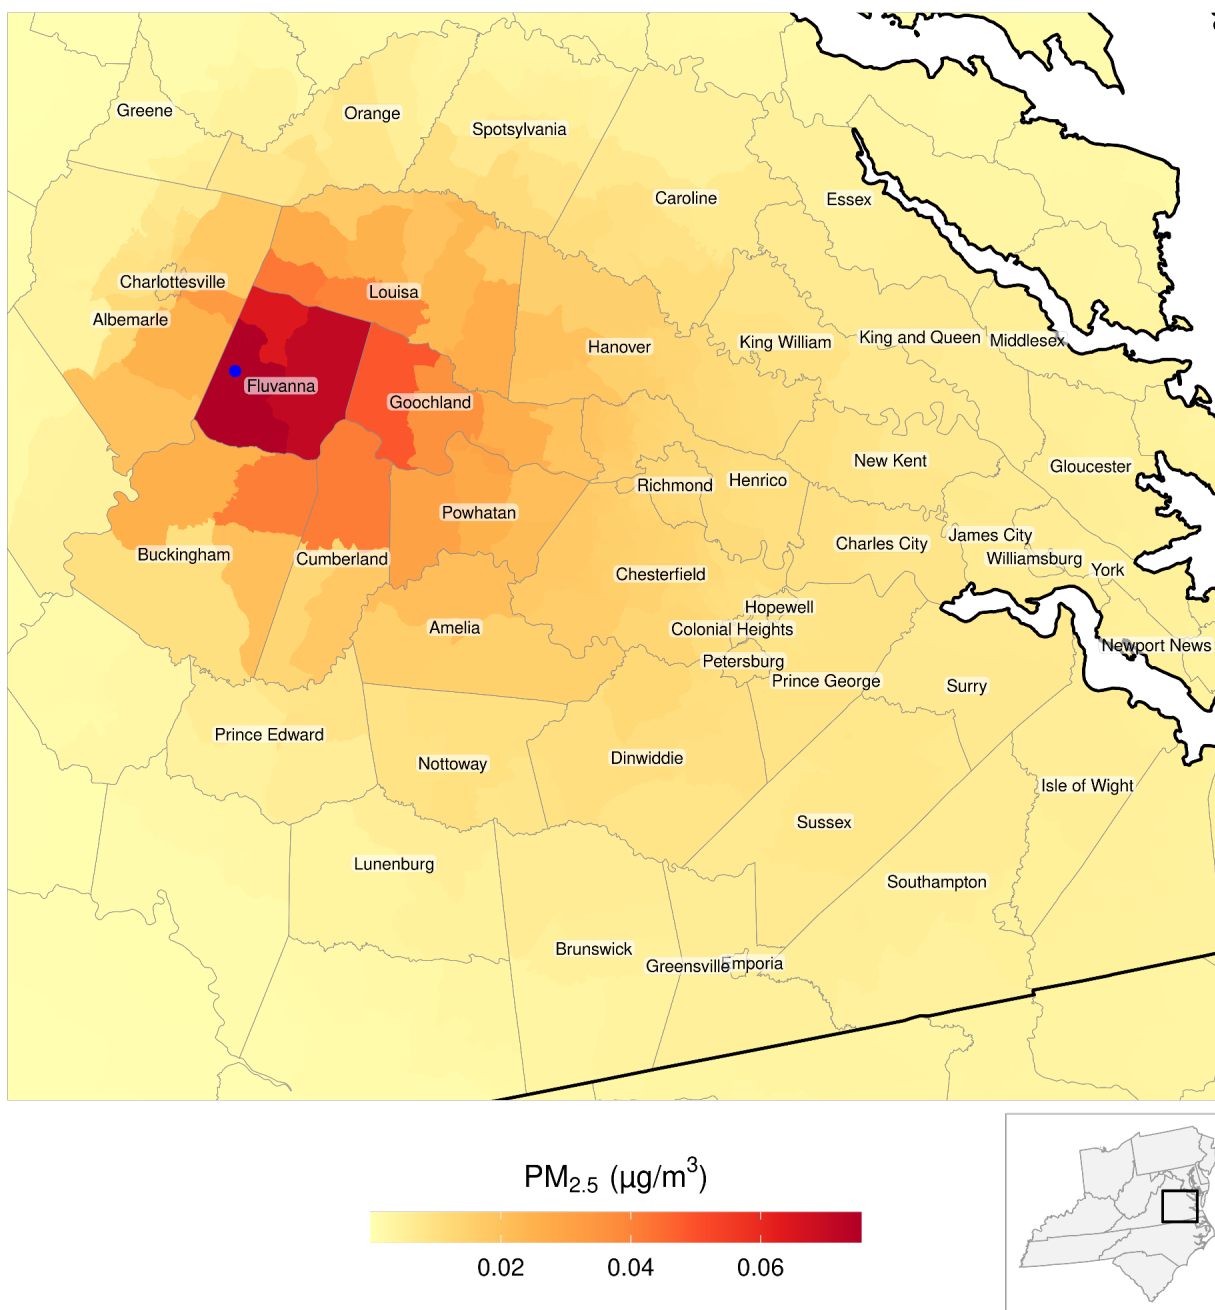 Greene
Orange
Spotsylvania
Caroline
Essex
Charlottesville
Louisa
Albemarle
King and Queen
Middlesex
King William
Hanover
Fluvanna
Goochland
New Kent
Gloucester
Henrico
Richmond
Powhatan
James City
Charles City
Buckingham
Cumberland
Williamsburg
York
Chesterfield
Hopewell
Amelia
Colonial Heights
Newport News
Petersburg
Prince George
Surry
Prince Edward
Dinwiddie
Nottoway
Isle of Wight
Sussex
Lunenburg
Southampton
Brunswick
Greensville
Emporia
PM2.5 (μg/m3)
0.02 0.04 0.06